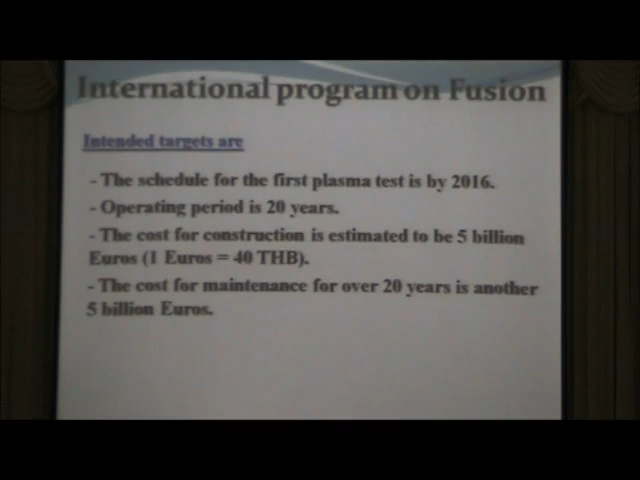 International program on Fusion
Intended targets are
- The schedule for the first plasma test is by 2016.
- Operating period is 20 years.
- The cost for construction is estimated to be 5 billion
Euros (1 Euros = 40 THB).
- The cost for maintenance for over 20 years is another
5 billion Euros.